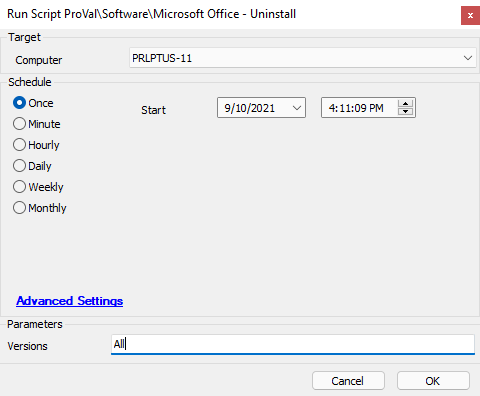 Run Script ProVal\Software\Microsoft Office - Uninstall x
Target
Computer PRLPTUS-11
Schedule
Once Start 9/10/2021 4:11:09 PM
Minute
Hourly
Daily
Weekly
Monthly
Advanced Settings
Parameters
Versions All
Cancel OK